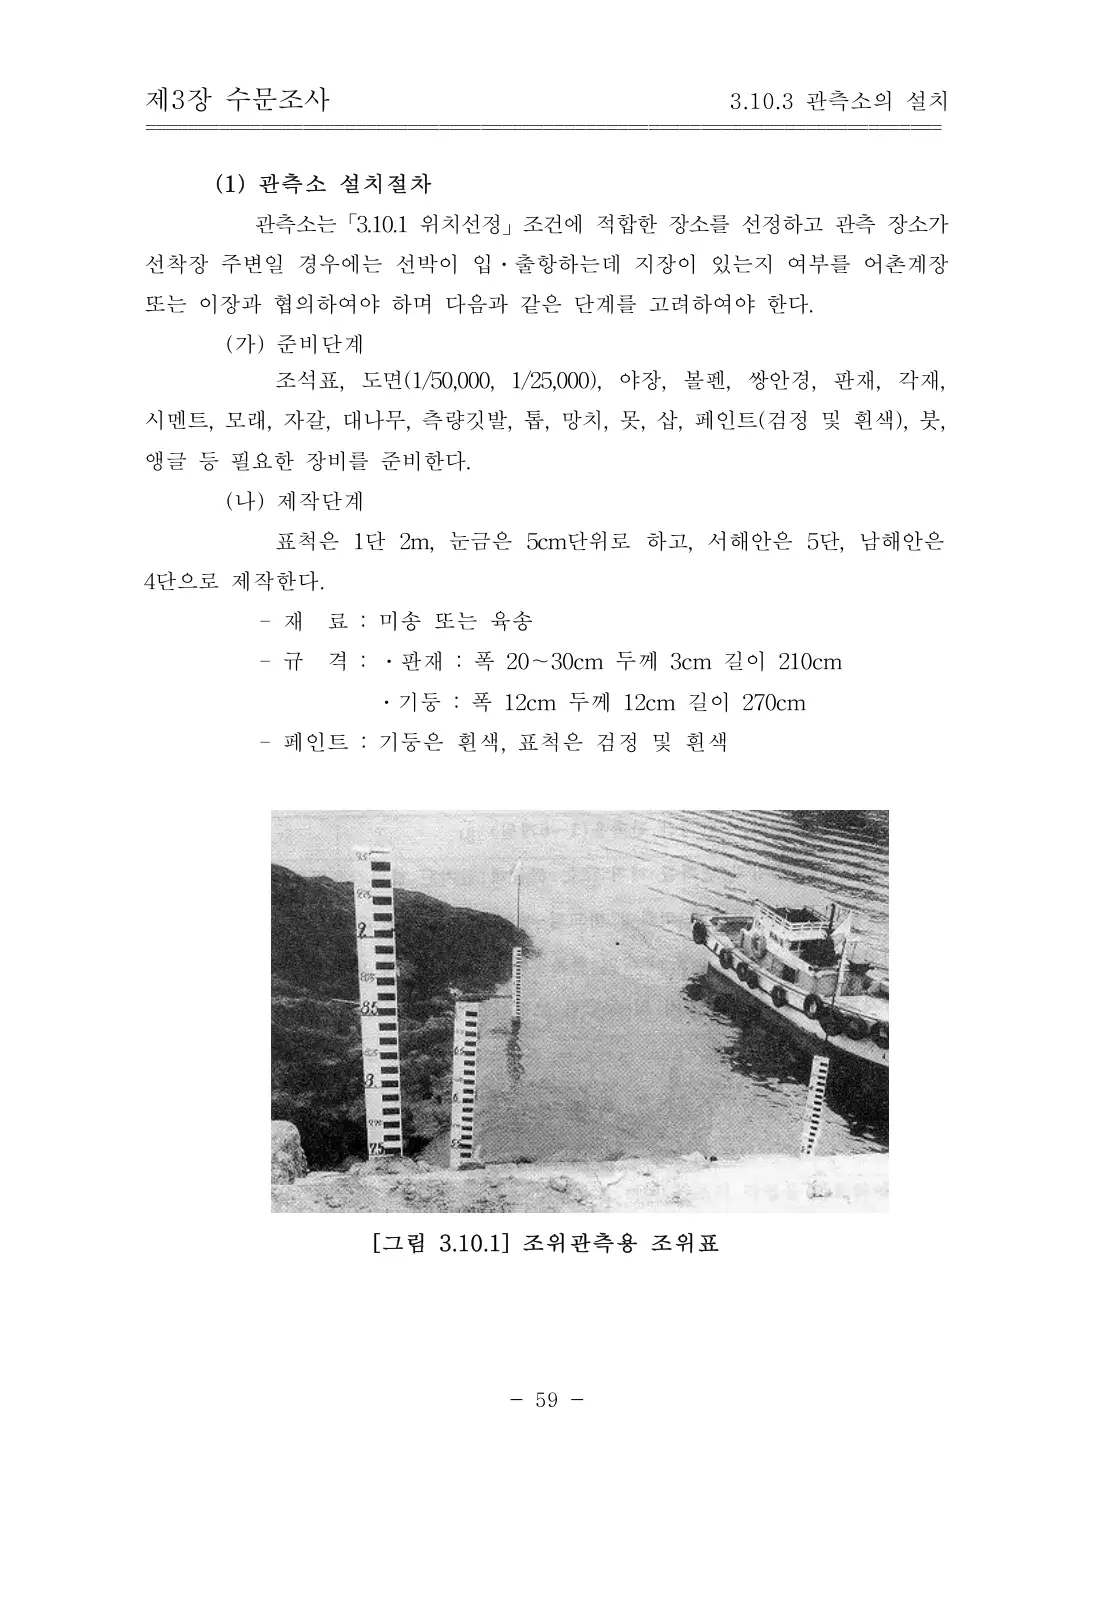 제3장 수문조사
3.10.3 관측소의 설치
(1) 관측소 설치절차
관측소는「3.10.1 위치선정」조건에 적합한 장소를 선정하고 관측 장소가
선착장 주변일 경우에는 선박이 입・출항하는데 지장이 있는지 여부를 어촌계장
또는 이장과 협의하여야 하며 다음과 같은 단계를 고려하여야 한다.
(가) 준비단계
조석표, 도면(1/50,000, 1/25,000), 야장, 볼펜, 쌍안경, 판재, 각재,
시멘트, 모래, 자갈, 대나무, 측량깃발, 톱, 망치, 못, 삽, 페인트(검정 및 흰색), 붓,
앵글 등 필요한 장비를 준비한다.
(나) 제작단계
표척은 1단 2m, 눈금은 5cm단위로 하고, 서해안은 5단, 남해안은
4단으로 제작한다.
- 재 료 : 미송 또는 육송
- 규 격 : ・판재 : 폭 20~30cm 두께 3cm 길이 210cm
・기둥 : 폭 12cm 두께 12cm 길이 270cm
- 페인트 : 기둥은 흰색, 표척은 검정 및 흰색
9.5
9
8.5
8
7.5
6.5
6
5.5
[그림 3.10.1] 조위관측용 조위표
- 59 -